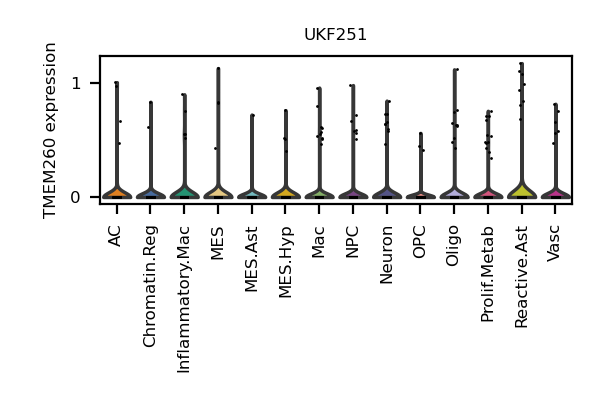 UKF251
TMEM260 expression
1
0
AC
Chromatin.Reg
Inflammatory.Mac
MES
MES.Ast
MES.Hyp
Mac
NPC
Neuron
OPC
Oligo
Prolif.Metab
Reactive.Ast
Vasc